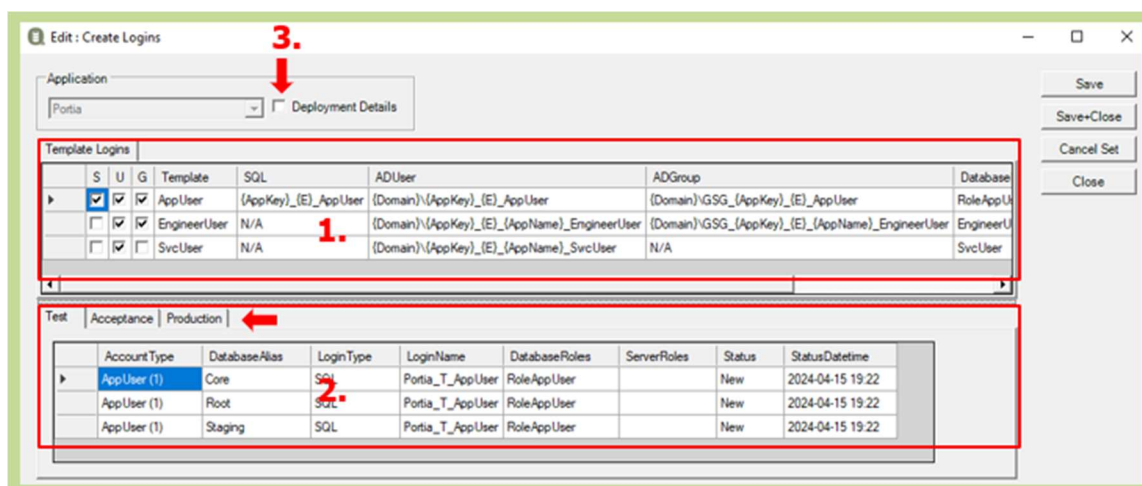 Edit : Create Logins
3.
Application
Portia
Deployment Details
Save
Save+Close
Cancel Set
Close
Template Logins
S U G Template SQL ADUser ADGroup Database
AppUser {AppKey}_{E}_AppUser {Domain}\{AppKey}_{E}_AppUser {Domain}\GSG_{AppKey}_{E}_AppUser RoleAppU
EngineerUser N/A {Domain}\{AppKey}_{E}_{AppName}_EngineerUser {Domain}\GSG_{AppKey}_{E}_{AppName}_EngineerUser EngineerU
1.
SvcUser N/A {Domain}\{AppKey}_{E}_{AppName}_SvcUser N/A SvcUser
Test Acceptance Production
AccountType DatabaseAlias LoginType LoginName DatabaseRoles ServerRoles Status StatusDatetime
AppUser (1) Core SQL Portia_T_AppUser RoleAppUser New 2024-04-15 19:22
2.
AppUser (1) Root SQL Portia_T_AppUser RoleAppUser New 2024-04-15 19:22
AppUser (1) Staging SQL Portia_T_AppUser RoleAppUser New 2024-04-15 19:22